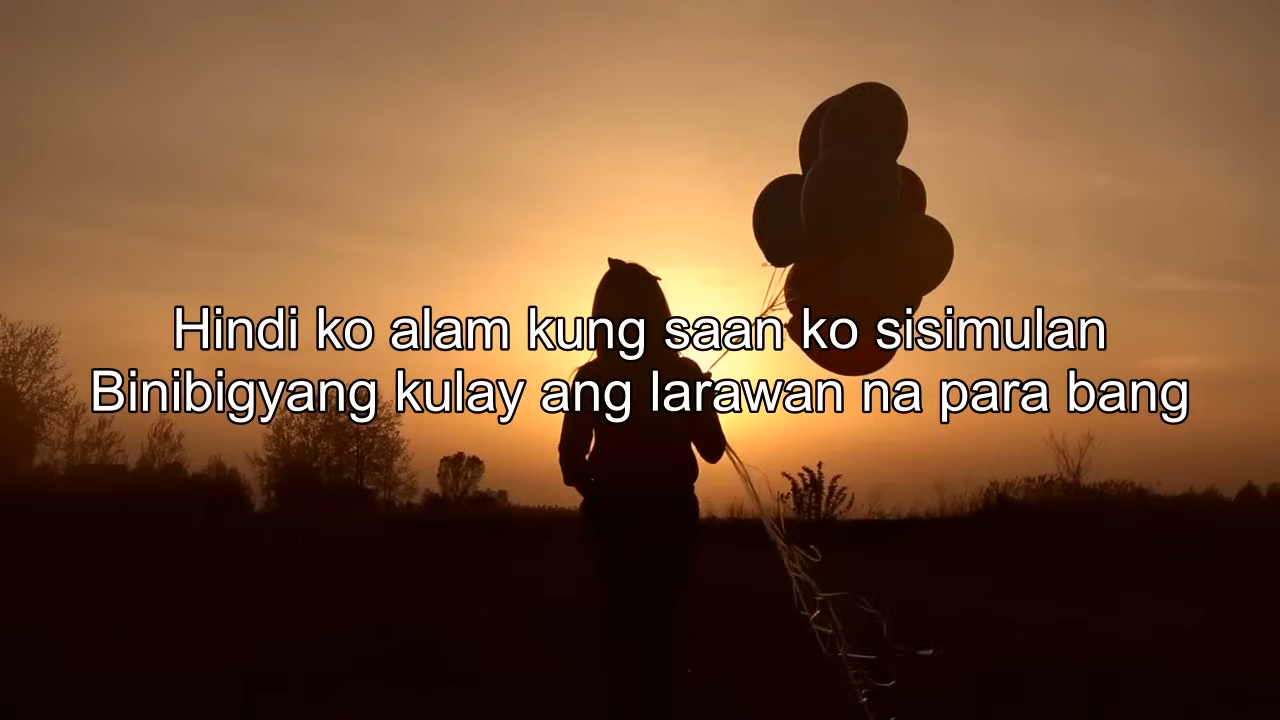 Hindi ko alam kung saan ko sisimulan
Binibigyang kulay ang larawan na para bang